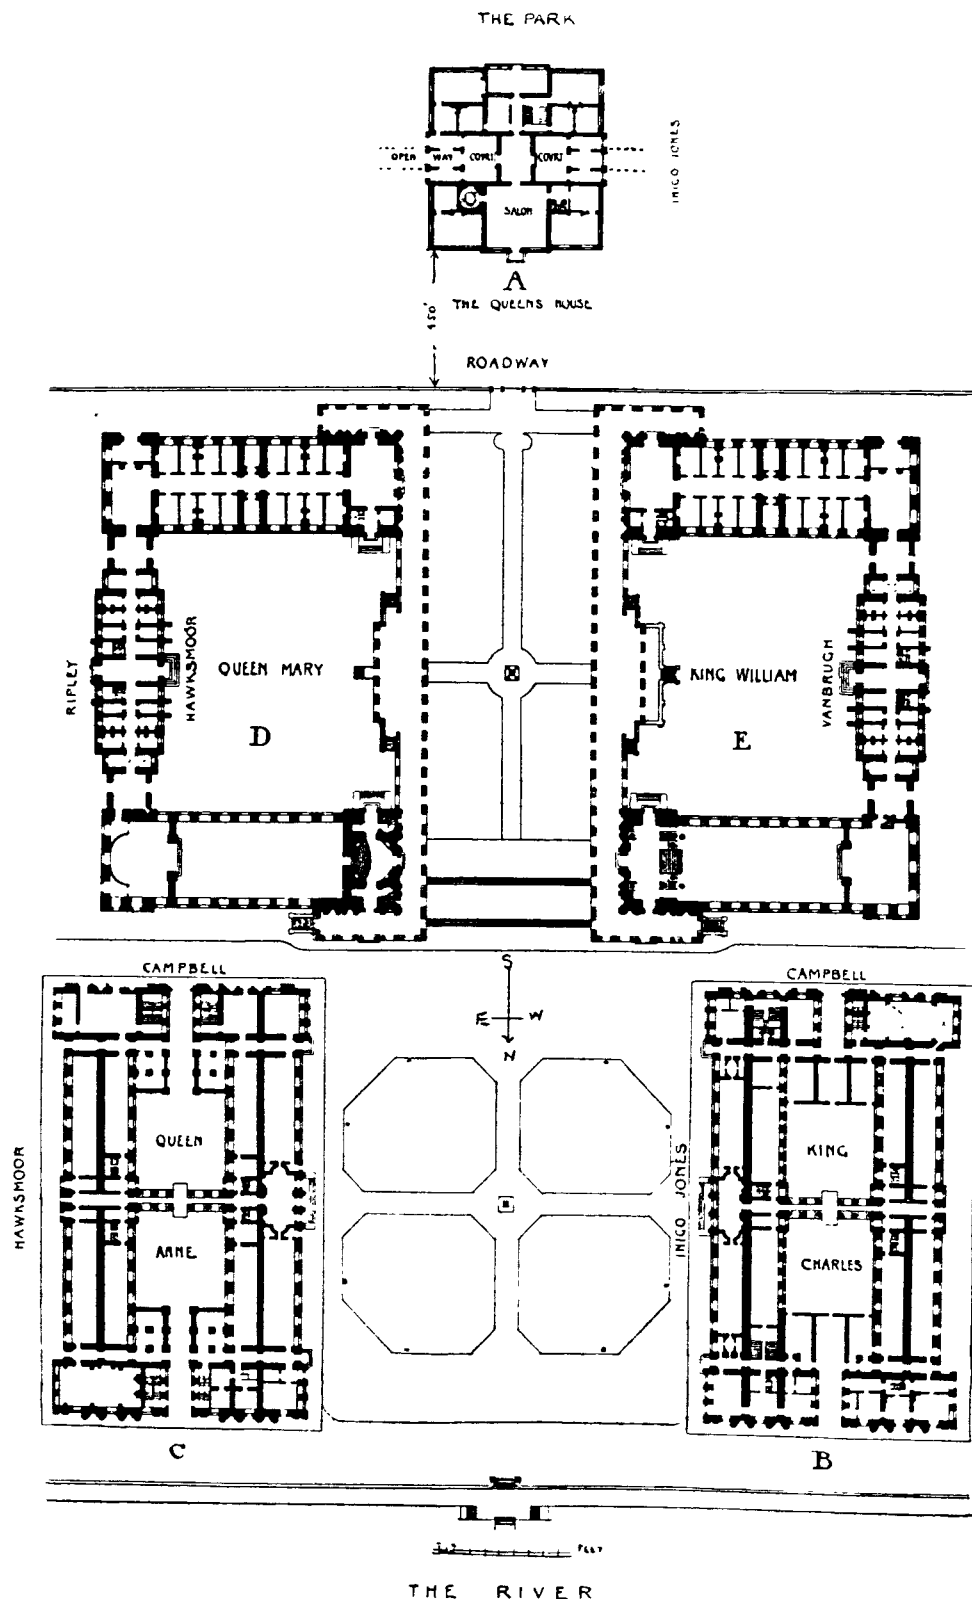 THE PARK
INIGO JONES
OPEN WAY COURT COURT
SALON
A
THE QUEENS HOUSE
450'
ROADWAY
RIPLEY
HAWKSMOOR
QUEEN MARY
D
KING WILLIAM
E
VANBRUGH
CAMPBELL
S
E W
N
CAMPBELL
HAWKSMOOR
QUEEN
ANNE
C
INIGO JONES
KING
CHARLES
B
FEET
THE RIVER